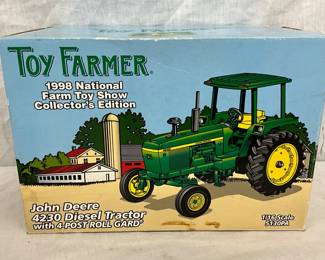 TOY FARMER®
1998 National
Farm Toy Show
Collector's Edition
John Deere
4230 Diesel Tractor
with 4-POST ROLL GARD®
1/16 Scale
5130PA